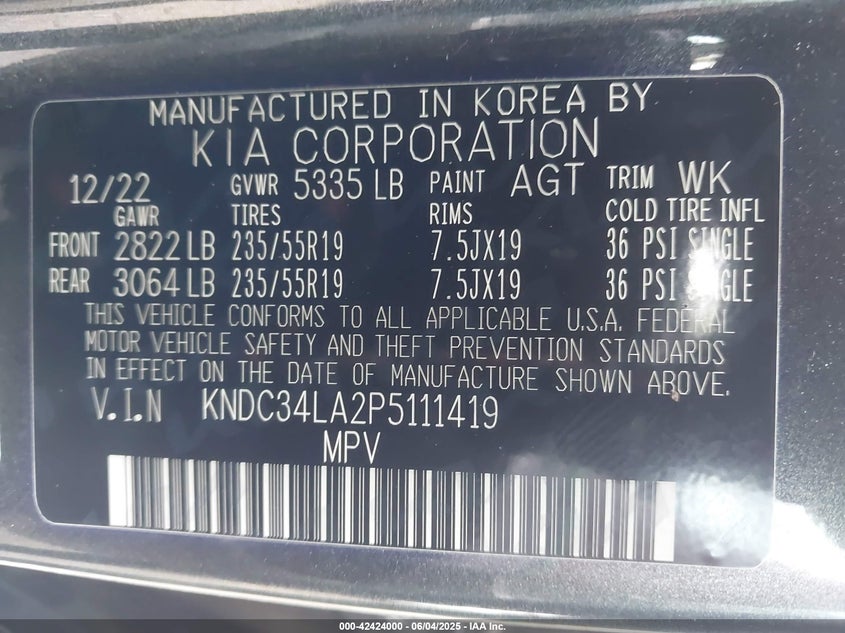 MANUFACTURED IN KOREA BY
KIA CORPORATION
12/22 GVWR 5335 LB PAINT AGT TRIM WK
GAWR TIRES RIMS COLD TIRE INFL
FRONT 2822 LB 235/55R19 7.5JX19 36 PSI SINGLE
REAR 3064 LB 235/55R19 7.5JX19 36 PSI SINGLE
THIS VEHICLE CONFORMS TO ALL APPLICABLE U.S.A. FEDERAL
MOTOR VEHICLE SAFETY AND THEFT PREVENTION STANDARDS
IN EFFECT ON THE DATE OF MANUFACTURE SHOWN ABOVE.
V.I.N KNDC34LA2P5111419
MPV
000-42424000 - 06/04/2025 - IAA Inc.